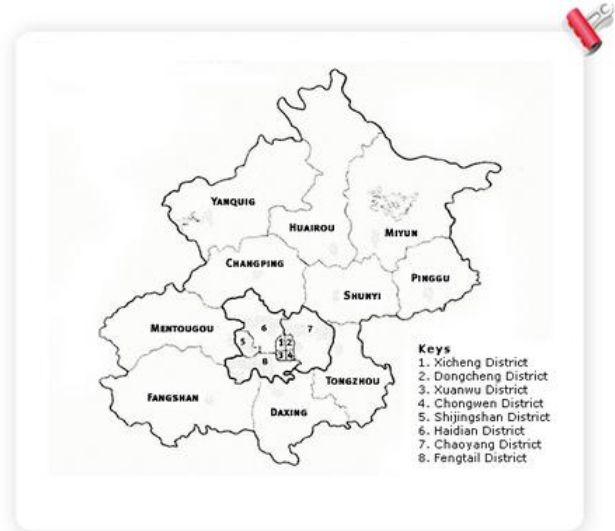 YANQUIG
HUAIROU
MIYUN
CHANGPING
PINGGU
SHUNYI
MENTOUGOU
6
7
5
1 2
3 4
8
TONGZHOU
FANGSHAN
DAXING
Keys
1. Xicheng District
2. Dongcheng District
3. Xuanwu District
4. Chongwen District
5. Shijingshan District
6. Haidian District
7. Chaoyang District
8. Fengtail District